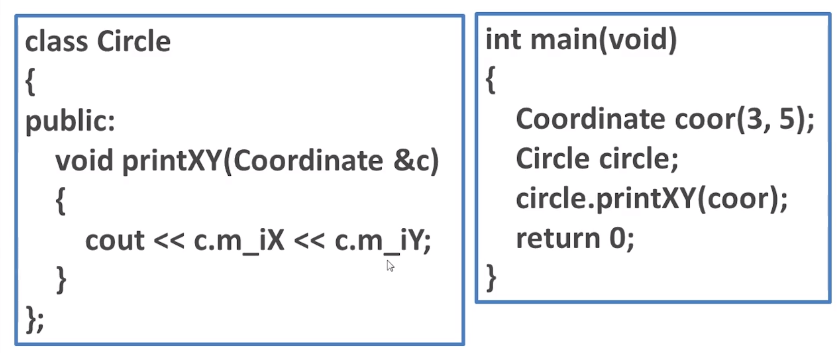 class Circle
{
public:
void printXY(Coordinate &c)
{
cout << c.m_iX << c.m_iY;
}
};
int main(void)
{
Coordinate coor(3, 5);
Circle circle;
circle.printXY(coor);
return 0;
}